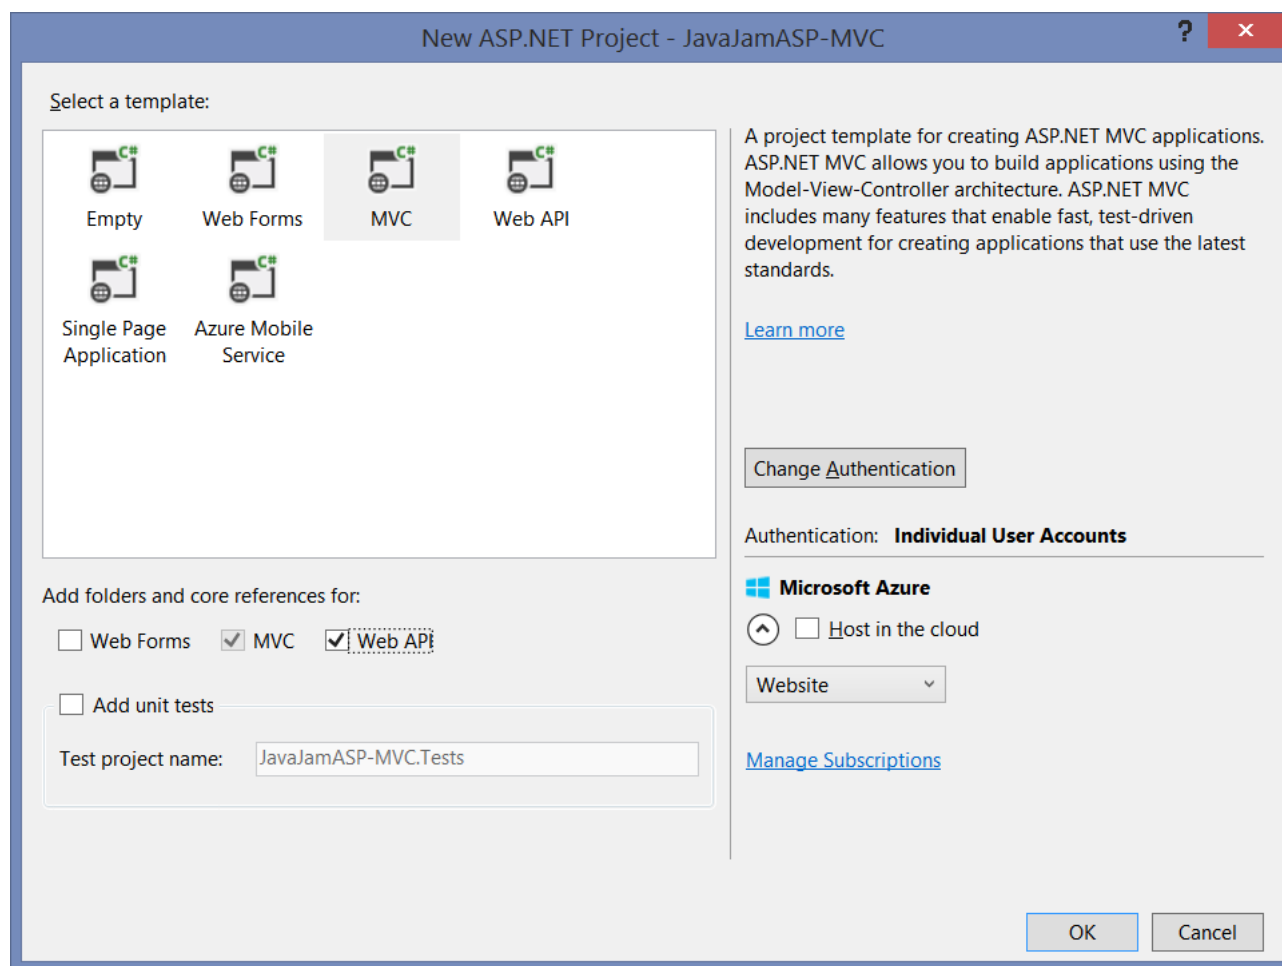 New ASP.NET Project - JavaJamASP-MVC
?
Select a template:
C# C# C# C#
Empty Web Forms MVC Web API
C# C#
Single Page Azure Mobile
Application Service
Add folders and core references for:
Web Forms MVC Web API
Add unit tests
Test project name: JavaJamASP-MVC.Tests
A project template for creating ASP.NET MVC applications.
ASP.NET MVC allows you to build applications using the
Model-View-Controller architecture. ASP.NET MVC
includes many features that enable fast, test-driven
development for creating applications that use the latest
standards.
Learn more
Change Authentication
Authentication: Individual User Accounts
Microsoft Azure
Host in the cloud
Website
Manage Subscriptions
OK Cancel